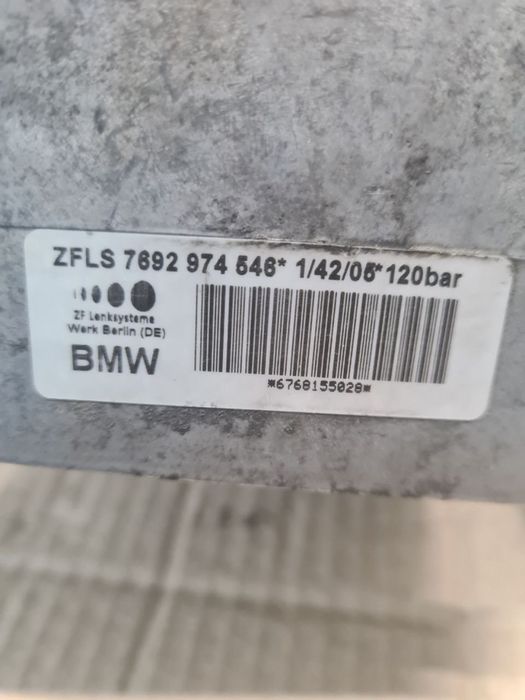 ZFLS 7692 974 546* 1/42/05*120bar
ZF Lenksysteme
Werk Berlin (DE)
BMW
*6768155028*